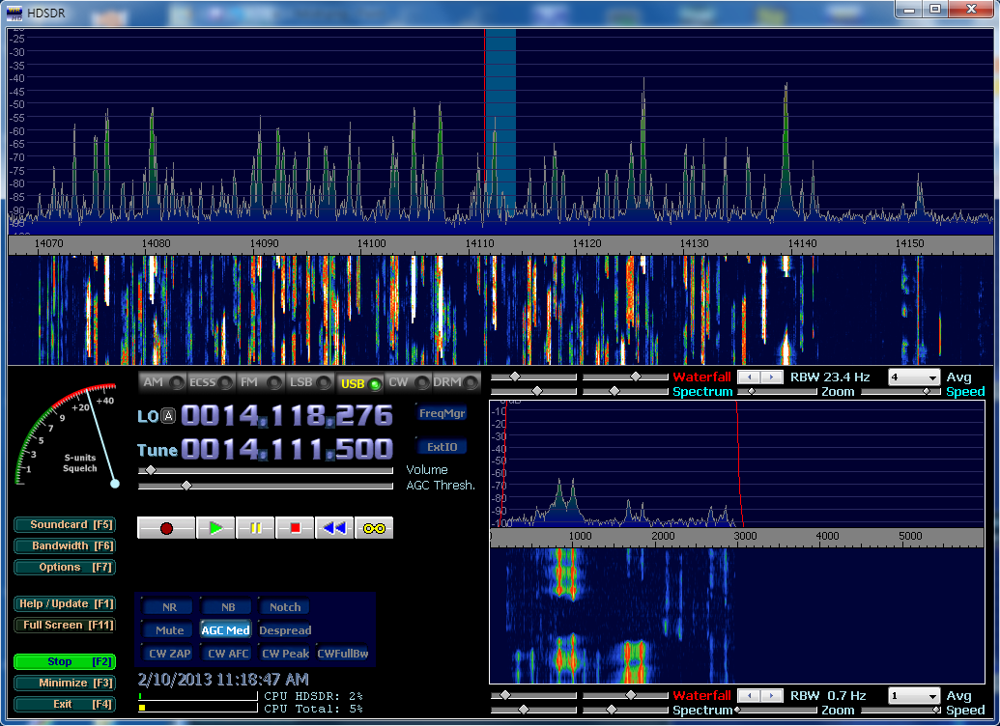 HDSDR
-25
-30
-35
-40
-45
-50
-55
-60
-65
-70
-75
-80
-85
-90
-95
14070 14080 14090 14100 14110 14120 14130 14140 14150
AM ECSS FM LSB USB CW DRM
LO A 0014.118.276 FreqMgr
Tune 0014.111.500 ExtIO
Volume
AGC Thresh.
1 3 5 7 9 +20 +40
S-units
Squelch
Waterfall RBW 23.4 Hz 4 Avg
Spectrum Zoom Speed
-10
-20
-30
-40
-50
-60
-70
-80
-90
-100
0 1000 2000 3000 4000 5000
Soundcard [F5]
Bandwidth [F6]
Options [F7]
Help / Update [F1]
Full Screen [F11]
Stop [F2]
Minimize [F3]
Exit [F4]
NR NB Notch
Mute AGC Med Despread
CW ZAP CW AFC CW Peak CWFullBw
2/10/2013 11:18:47 AM
CPU HDSDR: 2%
CPU Total: 5%
Waterfall RBW 0.7 Hz 1 Avg
Spectrum Zoom Speed